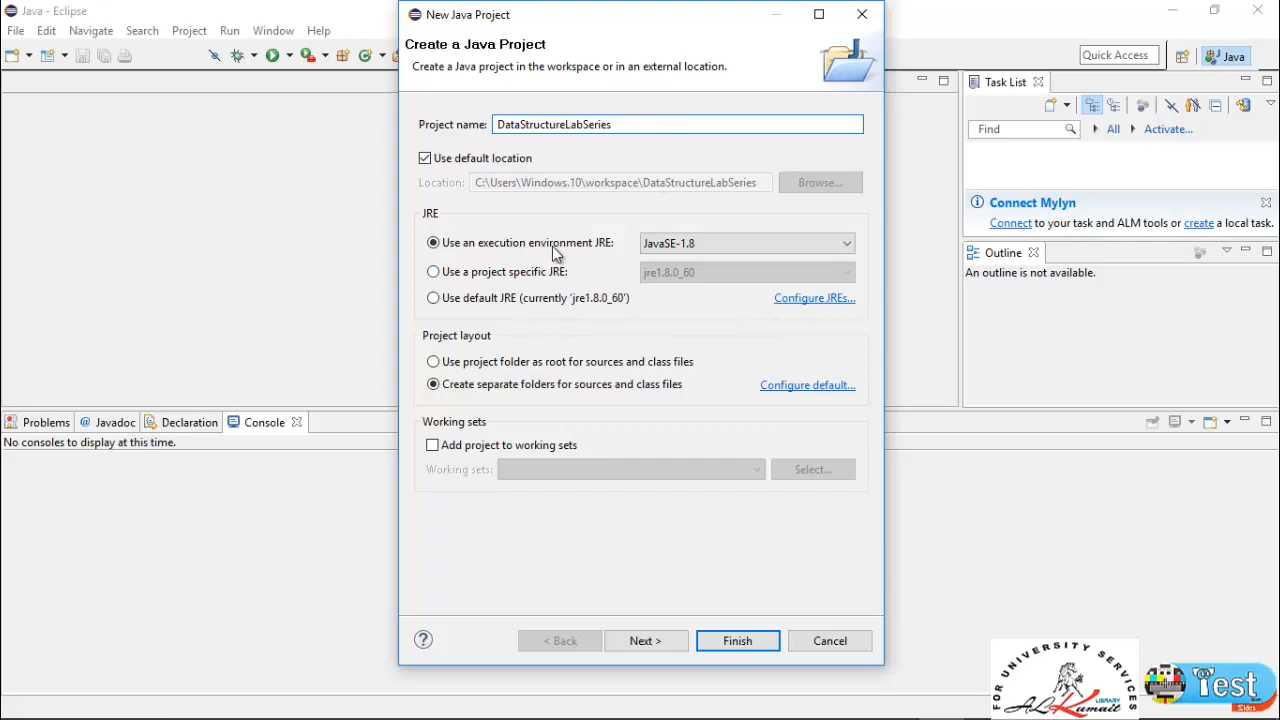 Java - Eclipse
File Edit Navigate Search Project Run Window Help
Quick Access
Java
New Java Project
Create a Java Project
Create a Java project in the workspace or in an external location.
Project name: DataStructureLabSeries
Use default location
Location: C:\Users\Windows.10\workspace\DataStructureLabSeries Browse...
JRE
Use an execution environment JRE: JavaSE-1.8
Use a project specific JRE: jre1.8.0_60
Use default JRE (currently 'jre1.8.0_60') Configure JREs...
Project layout
Use project folder as root for sources and class files
Create separate folders for sources and class files Configure default...
Working sets
Add project to working sets
Working sets: Select...
< Back Next > Finish Cancel
Task List
Find All Activate...
Connect Mylyn
Connect to your task and ALM tools or create a local task.
Outline
An outline is not available.
Problems @ Javadoc Declaration Console
No consoles to display at this time.
FOR UNIVERSITY SERVICES
LIBRARY
ALKumait
Test
Slides